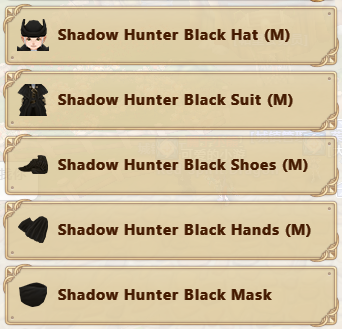 Shadow Hunter Black Hat (M)
Shadow Hunter Black Suit (M)
Shadow Hunter Black Shoes (M)
Shadow Hunter Black Hands (M)
Shadow Hunter Black Mask